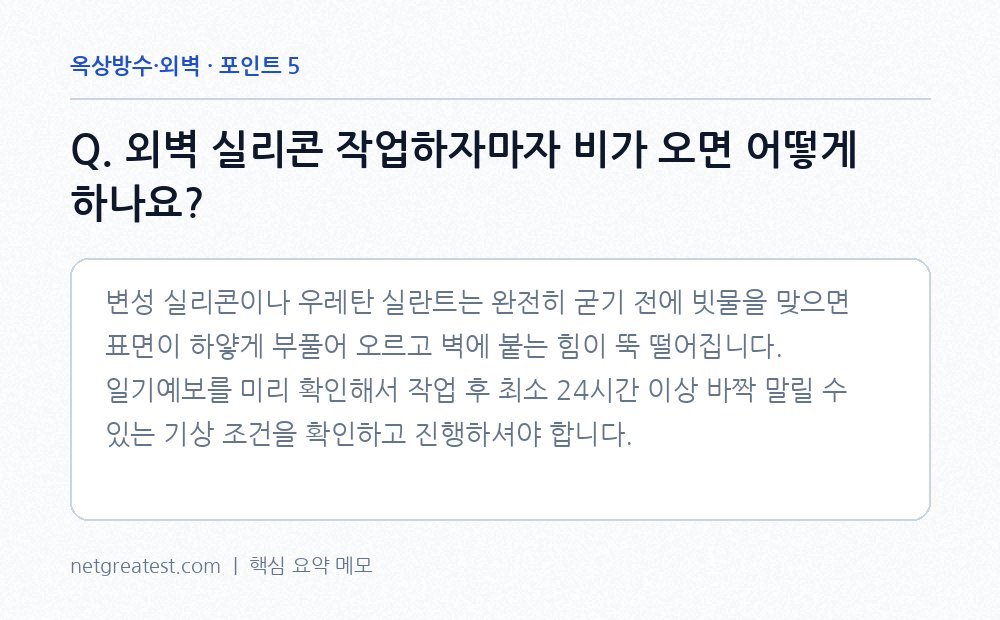 옥상방수·외벽 · 포인트 5
Q. 외벽 실리콘 작업하자마자 비가 오면 어떻게
하나요?
변성 실리콘이나 우레탄 실란트는 완전히 굳기 전에 빗물을 맞으면
표면이 하얗게 부풀어 오르고 벽에 붙는 힘이 뚝 떨어집니다.
일기예보를 미리 확인해서 작업 후 최소 24시간 이상 바짝 말릴 수
있는 기상 조건을 확인하고 진행하셔야 합니다.
netgreatest.com | 핵심 요약 메모